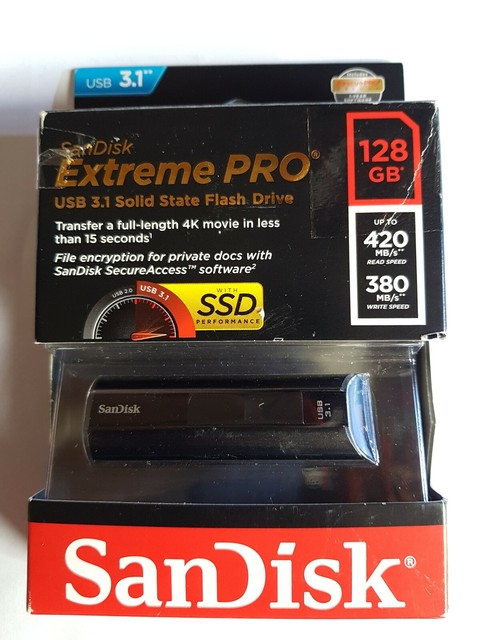 USB 3.1**
SanDisk
Extreme PRO®
USB 3.1 Solid State Flash Drive
Transfer a full-length 4K movie in less
than 15 seconds¹
File encryption for private docs with
SanDisk SecureAccess™ software²
128
GB*
UP TO
420
MB/s**
READ SPEED
380
MB/s**
WRITE SPEED
USB 2.0
USB 3.1
WITH
SSD
PERFORMANCE
SanDisk
USB
3.1
SanDisk®